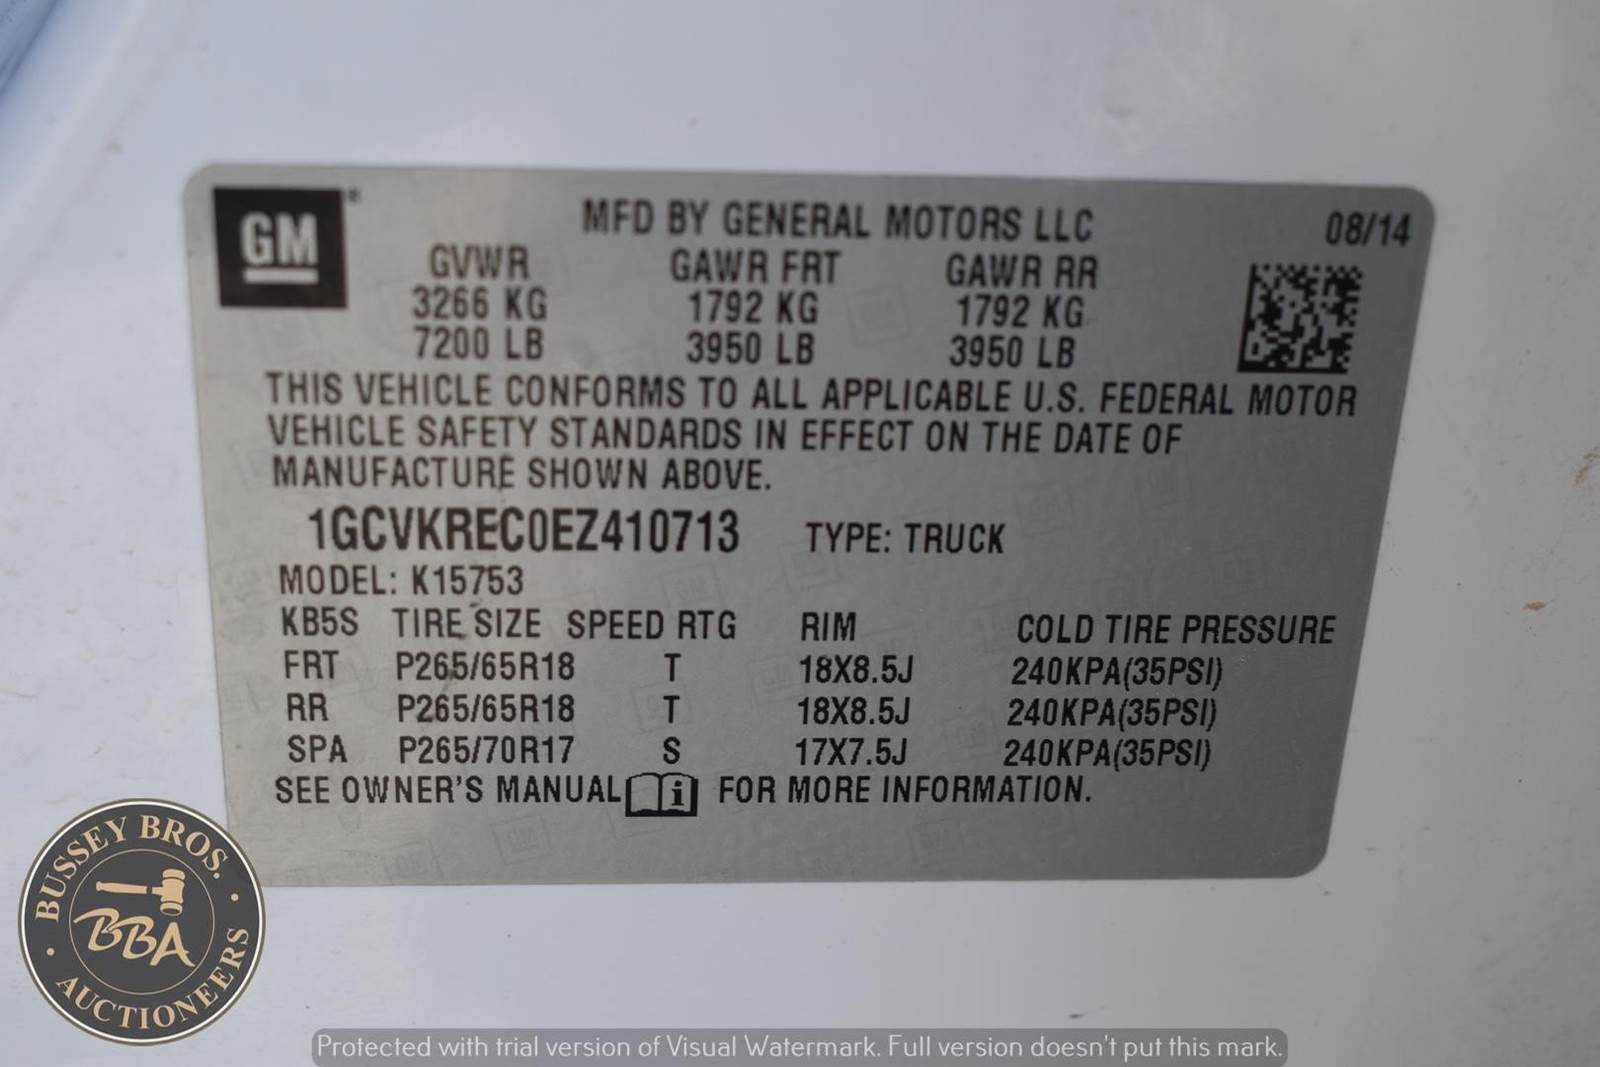 GM ®
MFD BY GENERAL MOTORS LLC 08/14
GVWR GAWR FRT GAWR RR
3266 KG 1792 KG 1792 KG
7200 LB 3950 LB 3950 LB
THIS VEHICLE CONFORMS TO ALL APPLICABLE U.S. FEDERAL MOTOR
VEHICLE SAFETY STANDARDS IN EFFECT ON THE DATE OF
MANUFACTURE SHOWN ABOVE.
1GCVKREC0EZ410713 TYPE: TRUCK
MODEL: K15753
KB5S TIRE SIZE SPEED RTG RIM COLD TIRE PRESSURE
FRT P265/65R18 T 18X8.5J 240KPA(35PSI)
RR P265/65R18 T 18X8.5J 240KPA(35PSI)
SPA P265/70R17 S 17X7.5J 240KPA(35PSI)
SEE OWNER'S MANUAL i FOR MORE INFORMATION.
BUSSEY BROS.
BBA
AUCTIONEERS
Protected with trial version of Visual Watermark. Full version doesn't put this mark.